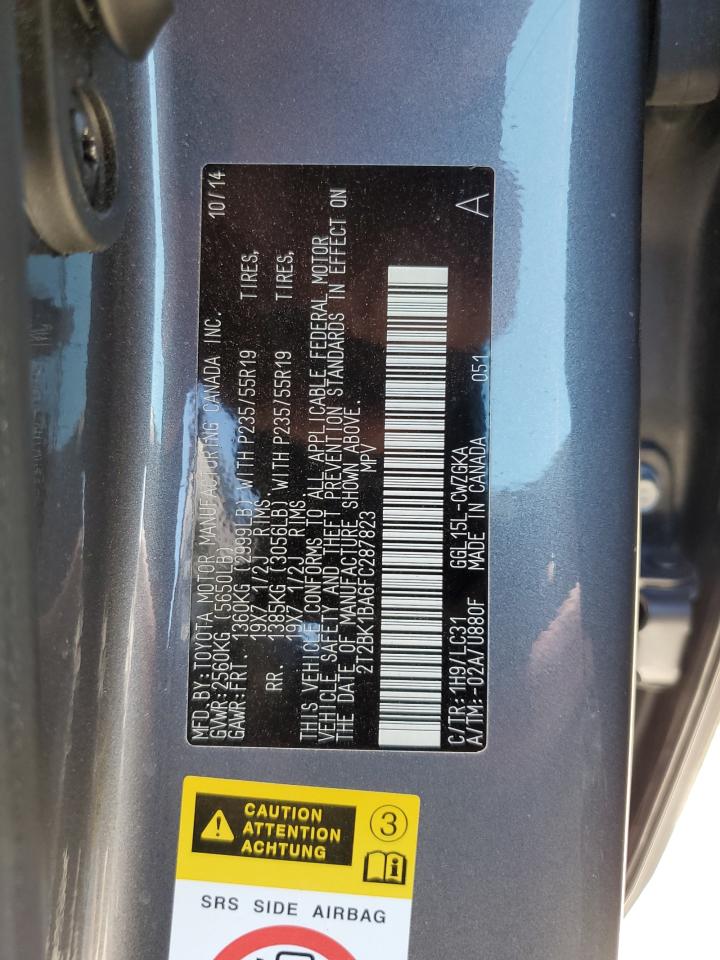 MFD.BY:TOYOTA MOTOR MANUFACTURING CANADA INC. 10/14
GVWR:2560KG (5650LB)
GAWR:FRT. 1360KG (2999LB) WITH P235/55R19 TIRES,
19X7 1/2J RIMS.
RR. 1385KG (3056LB) WITH P235/55R19 TIRES,
19X7 1/2J RIMS.
THIS VEHICLE CONFORMS TO ALL APPLICABLE FEDERAL MOTOR
VEHICLE SAFETY AND THEFT PREVENTION STANDARDS IN EFFECT ON
THE DATE OF MANUFACTURE SHOWN ABOVE.
2T2BK1BA6FC287823 MPV
C/TR:1H9/LC31 GGL15L-CWZGKA
A/TM:-02A/U880F MADE IN CANADA 051 A
CAUTION
ATTENTION
ACHTUNG
3
SRS SIDE AIRBAG